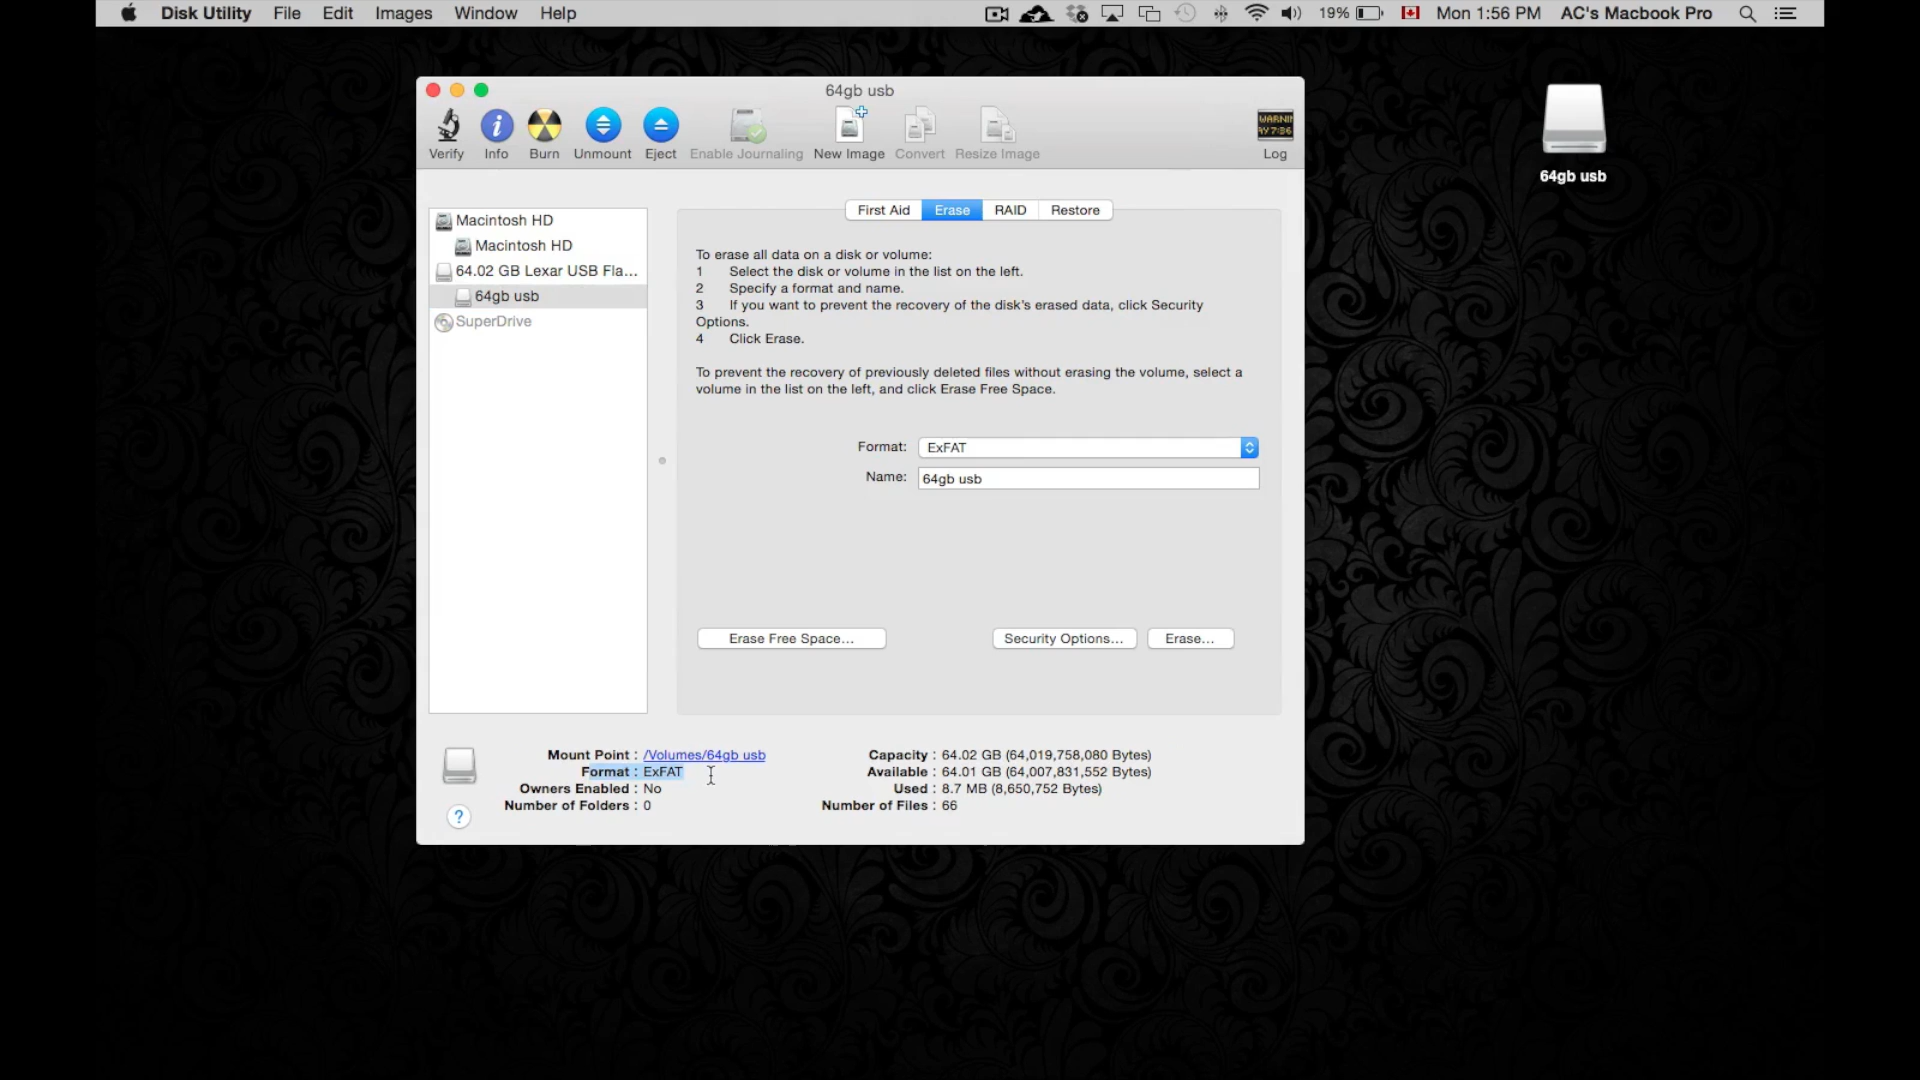 Disk Utility File Edit Images Window Help 19% Mon 1:56 PM AC's Macbook Pro
64gb usb
Verify Info Burn Unmount Eject Enable Journaling New Image Convert Resize Image Log
WARNIN
AY 7:36
64gb usb
Macintosh HD
Macintosh HD
64.02 GB Lexar USB Fla...
64gb usb
SuperDrive
First Aid Erase RAID Restore
To erase all data on a disk or volume:
1 Select the disk or volume in the list on the left.
2 Specify a format and name.
3 If you want to prevent the recovery of the disk's erased data, click Security
Options.
4 Click Erase.
To prevent the recovery of previously deleted files without erasing the volume, select a
volume in the list on the left, and click Erase Free Space.
Format: ExFAT
Name: 64gb usb
Erase Free Space... Security Options... Erase...
Mount Point : /Volumes/64gb usb
Format : ExFAT
Owners Enabled : No
Number of Folders : 0
Capacity : 64.02 GB (64,019,758,080 Bytes)
Available : 64.01 GB (64,007,831,552 Bytes)
Used : 8.7 MB (8,650,752 Bytes)
Number of Files : 66
?